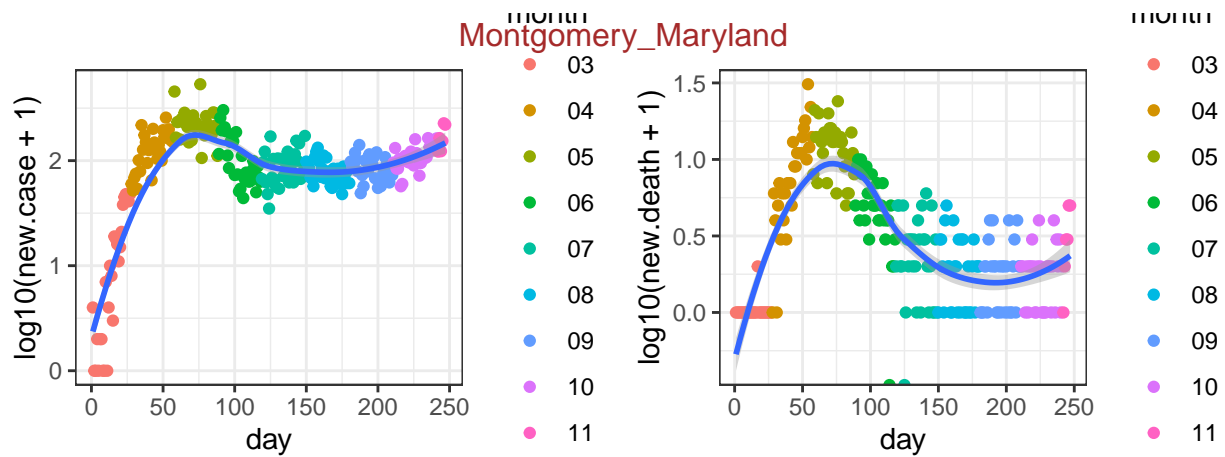 Montgomery_Maryland
month
log10(new.case + 1)
2
1
0
0 50 100 150 200 250
day
03
04
05
06
07
08
09
10
11
month
log10(new.death + 1)
1.5
1.0
0.5
0.0
0 50 100 150 200 250
day
03
04
05
06
07
08
09
10
11